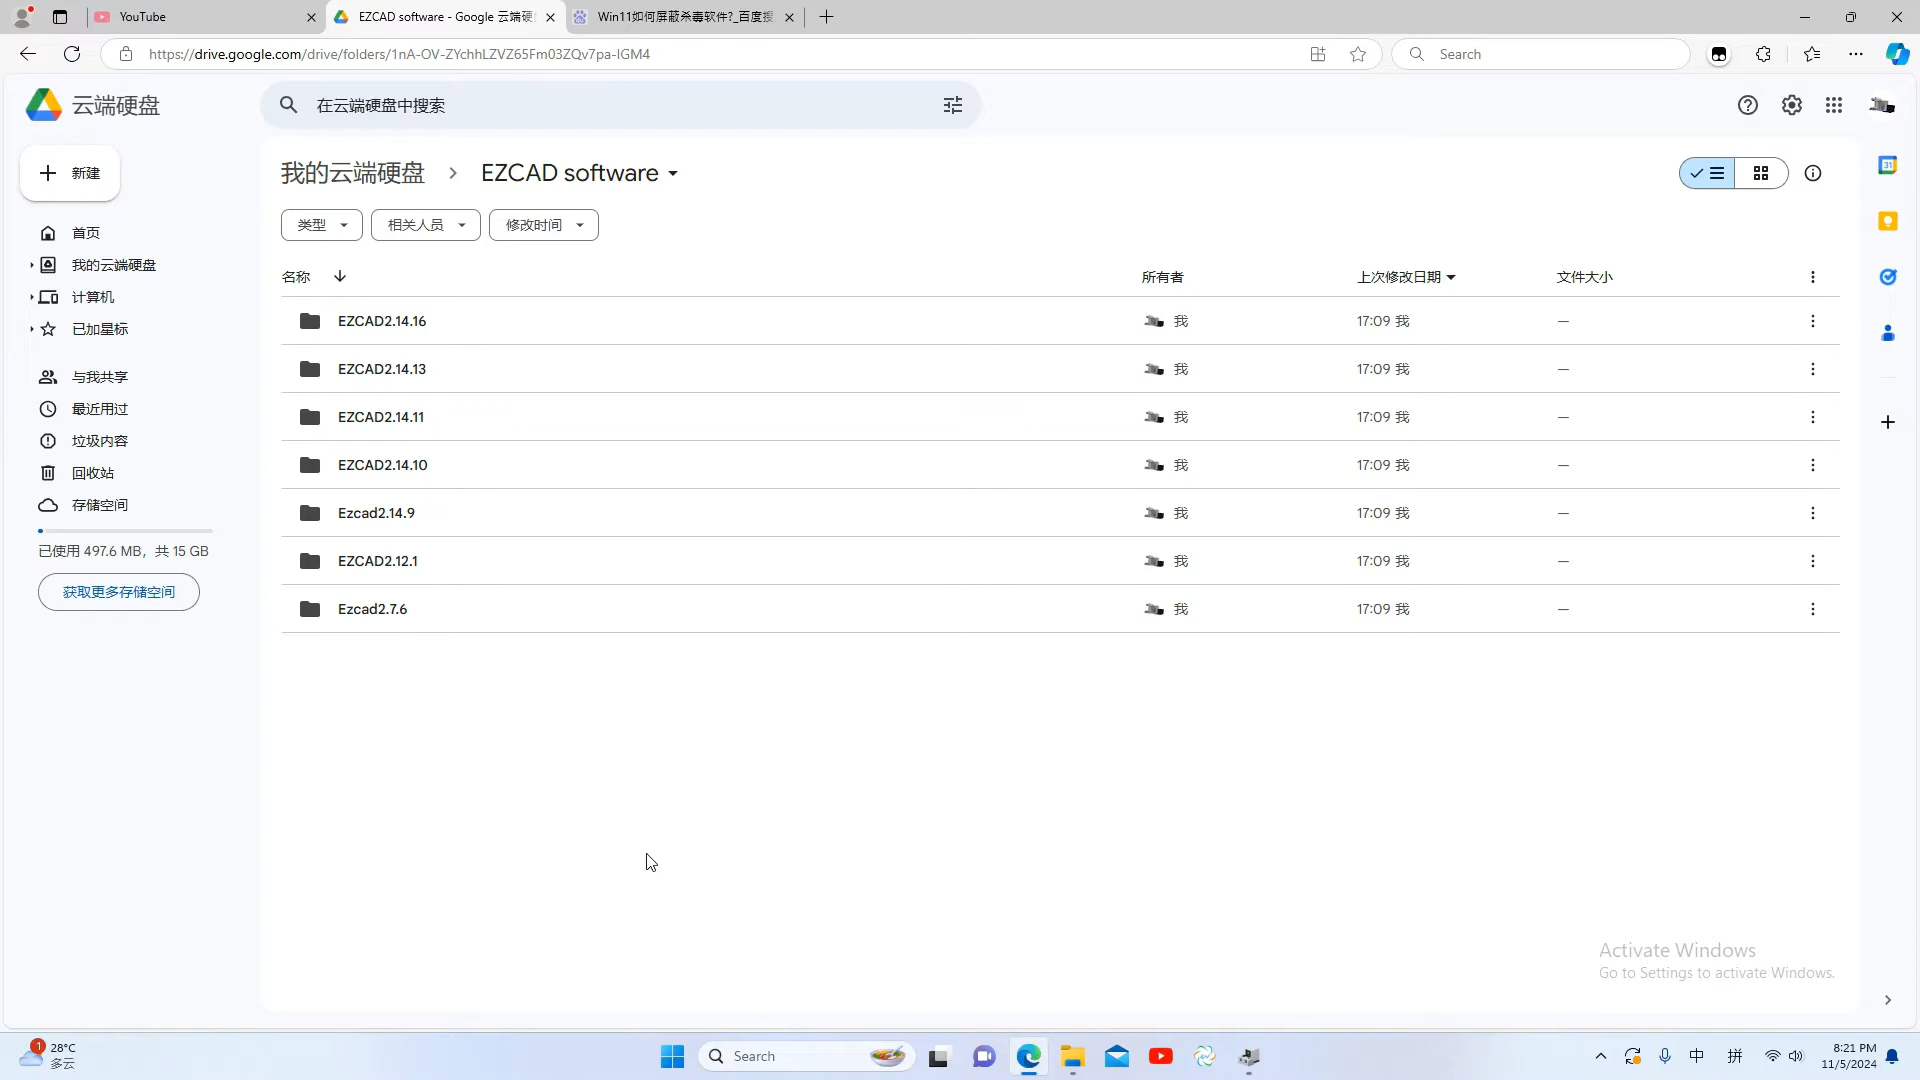 YouTube
EZCAD software - Google 云端硬
Win11如何屏蔽杀毒软件?_百度搜
https://drive.google.com/drive/folders/1nA-OV-ZYchhLZVZ65Fm03ZQv7pa-lGM4
Search
云端硬盘
在云端硬盘中搜索
新建
我的云端硬盘 EZCAD software
类型 相关人员 修改时间
首页
我的云端硬盘
计算机
已加星标
与我共享
最近用过
垃圾内容
回收站
存储空间
已使用 497.6 MB，共 15 GB
获取更多存储空间
名称 所有者 上次修改日期 文件大小
EZCAD2.14.16 我 17:09 我 —
EZCAD2.14.13 我 17:09 我 —
EZCAD2.14.11 我 17:09 我 —
EZCAD2.14.10 我 17:09 我 —
Ezcad2.14.9 我 17:09 我 —
EZCAD2.12.1 我 17:09 我 —
Ezcad2.7.6 我 17:09 我 —
31
Activate Windows
Go to Settings to activate Windows.
1
28°C
多云
Search
中
拼
8:21 PM
11/5/2024